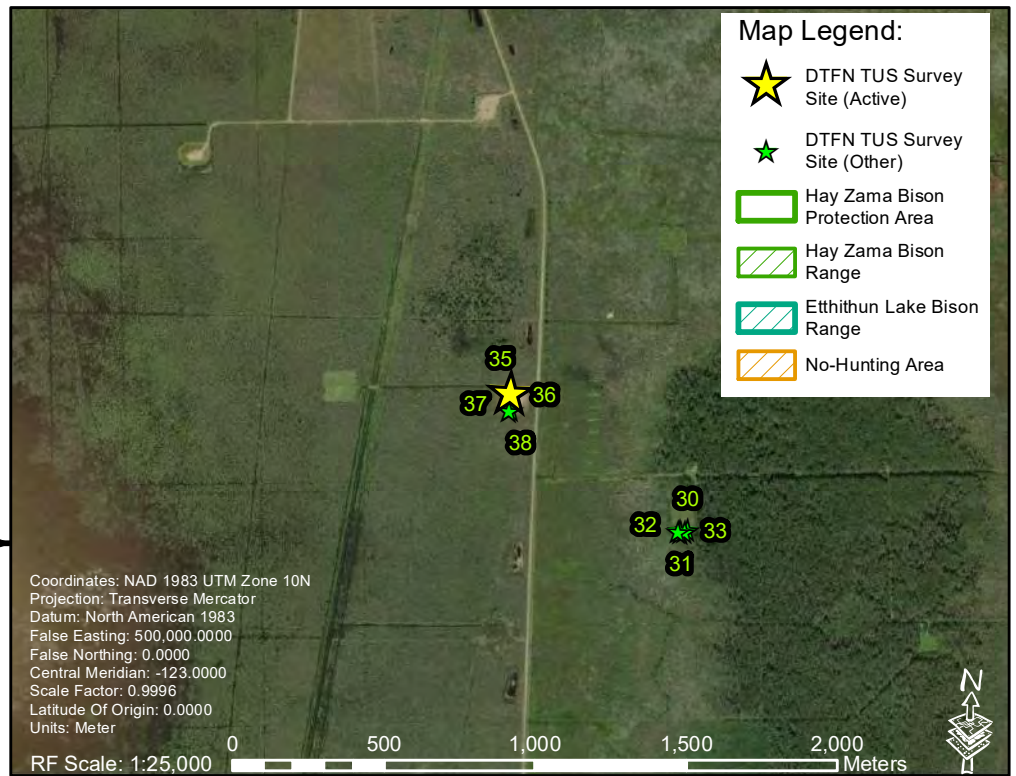 Map Legend:
DTFN TUS Survey
Site (Active)
DTFN TUS Survey
Site (Other)
Hay Zama Bison
Protection Area
Hay Zama Bison
Range
Etthithun Lake Bison
Range
No-Hunting Area
35
37
36
38
30
32
33
31
Coordinates: NAD 1983 UTM Zone 10N
Projection: Transverse Mercator
Datum: North American 1983
False Easting: 500,000.0000
False Northing: 0.0000
Central Meridian: -123.0000
Scale Factor: 0.9996
Latitude Of Origin: 0.0000
Units: Meter
RF Scale: 1:25,000
0 500 1,000 1,500 2,000
Meters
N